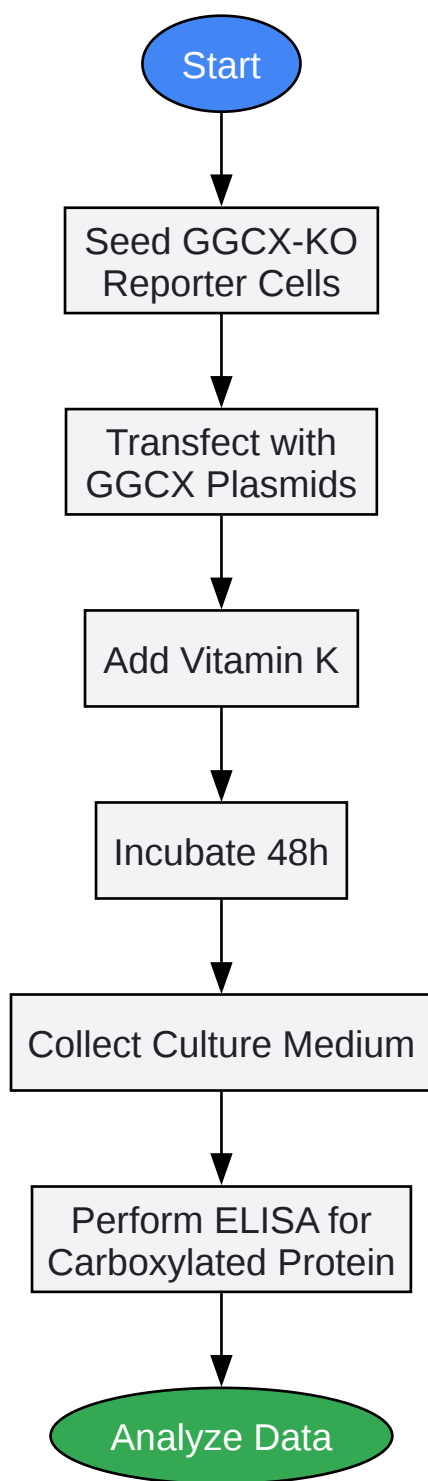 Start
Seed GGCX-KO
Reporter Cells
Transfect with
GGCX Plasmids
Add Vitamin K
Incubate 48h
Collect Culture Medium
Perform ELISA for
Carboxylated Protein
Analyze Data